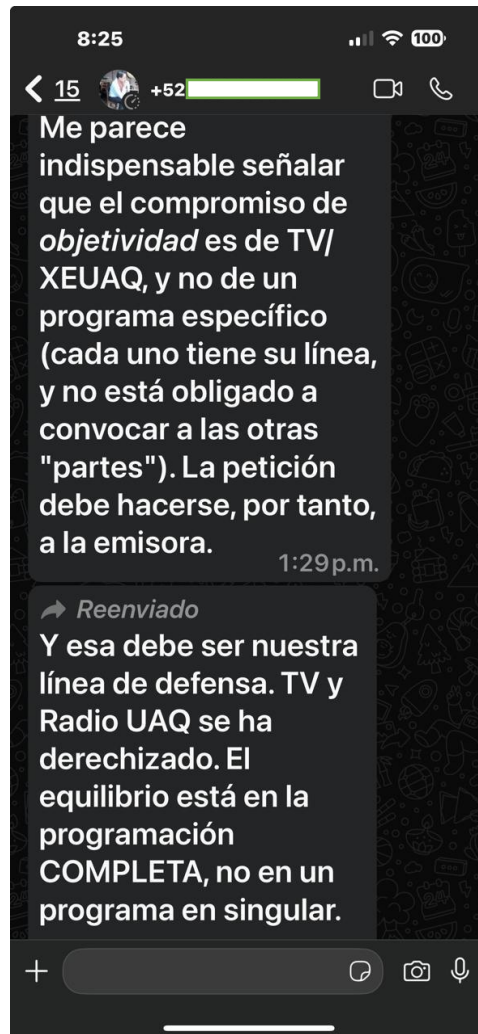 8:25
100
15
+52
Me parece
indispensable señalar
que el compromiso de
objetividad es de TV/
XEUAQ, y no de un
programa específico
(cada uno tiene su línea,
y no está obligado a
convocar a las otras
"partes"). La petición
debe hacerse, por tanto,
a la emisora.
1:29 p.m.
Reenviado
Y esa debe ser nuestra
línea de defensa. TV y
Radio UAQ se ha
derechizado. El
equilibrio está en la
programación
COMPLETA, no en un
programa en singular.